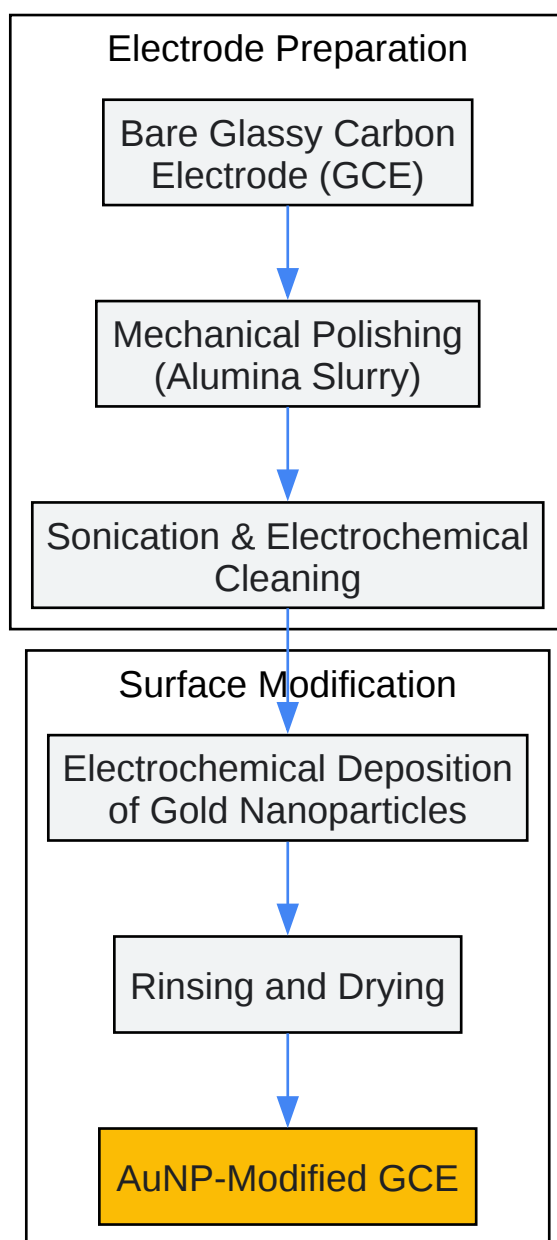 Electrode Preparation
Bare Glassy Carbon
Electrode (GCE)
Mechanical Polishing
(Alumina Slurry)
Sonication & Electrochemical
Cleaning
Surface Modification
Electrochemical Deposition
of Gold Nanoparticles
Rinsing and Drying
AuNP-Modified GCE